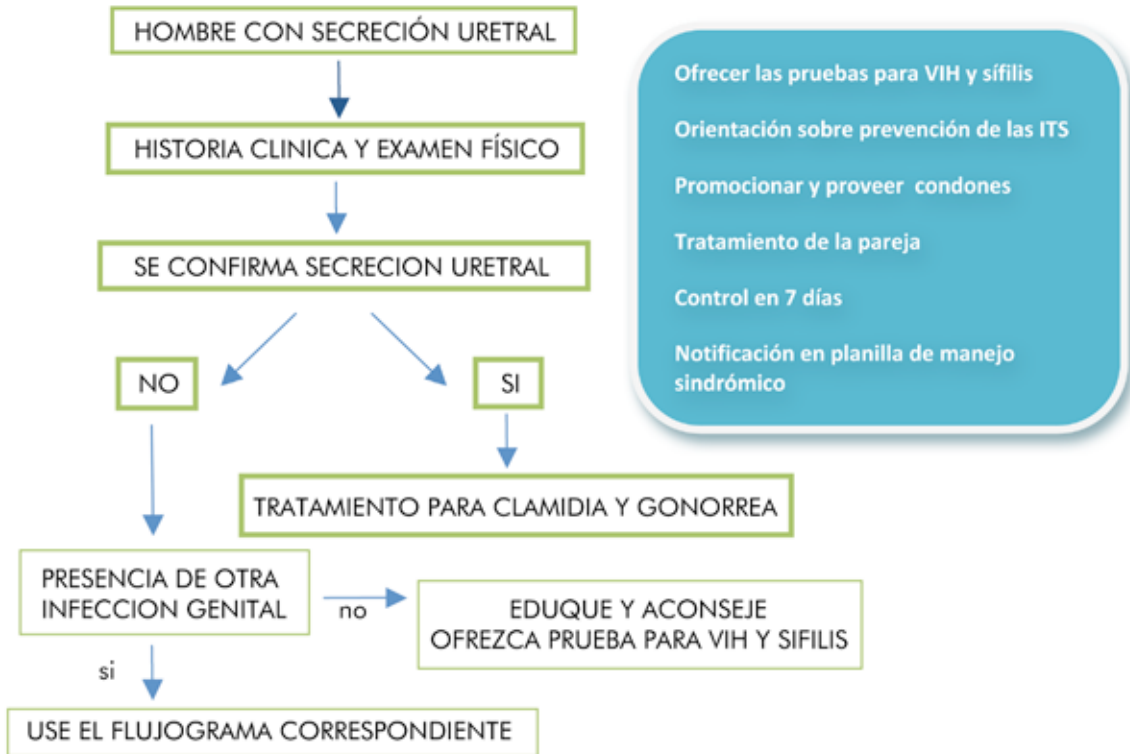 HOMBRE CON SECRECIÓN URETRAL
HISTORIA CLINICA Y EXAMEN FÍSICO
SE CONFIRMA SECRECION URETRAL
NO
SI
TRATAMIENTO PARA CLAMIDIA Y GONORREA
PRESENCIA DE OTRA
INFECCION GENITAL
no
EDUQUE Y ACONSEJE
OFREZCA PRUEBA PARA VIH Y SIFILIS
si
USE EL FLUJOGRAMA CORRESPONDIENTE
Ofrecer las pruebas para VIH y sífilis
Orientación sobre prevención de las ITS
Promocionar y proveer condones
Tratamiento de la pareja
Control en 7 días
Notificación en planilla de manejo
sindrómico